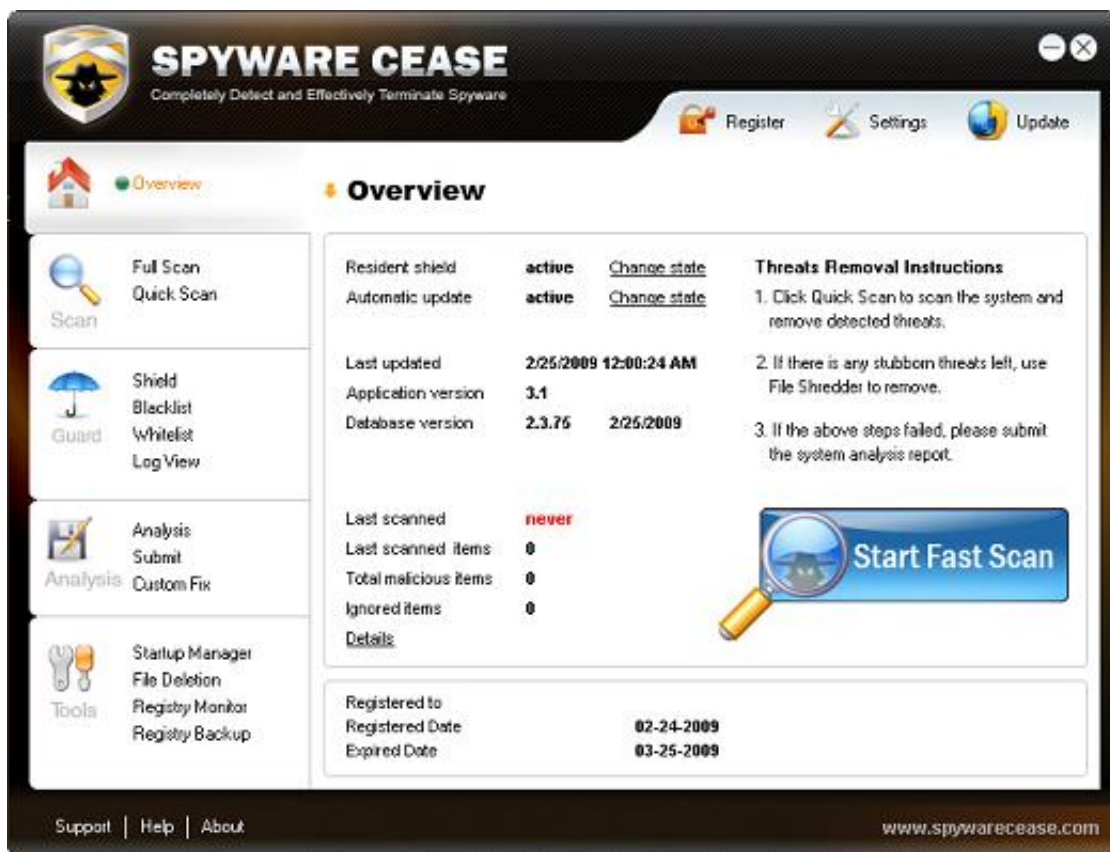 SPYWARE CEASE
Completely Detect and Effectively Terminate Spyware
Register
Settings
Update
Overview
Overview
Scan
Full Scan
Quick Scan
Guard
Shield
Blacklist
Whitelist
Log View
Analysis
Analysis
Submit
Custom Fix
Tools
Startup Manager
File Deletion
Registry Monitor
Registry Backup
Resident shield active Change state
Automatic update active Change state
Last updated 2/25/2009 12:00:24 AM
Application version 3.1
Database version 2.3.75 2/25/2009
Last scanned never
Last scanned items 0
Total malicious items 0
Ignored items 0
Details
Threats Removal Instructions
1. Click Quick Scan to scan the system and
remove detected threats.
2. If there is any stubborn threats left, use
File Shredder to remove.
3. If the above steps failed, please submit
the system analysis report.
Start Fast Scan
Registered to
Registered Date 02-24-2009
Expired Date 03-25-2009
Support | Help | About
www.spywarecease.com